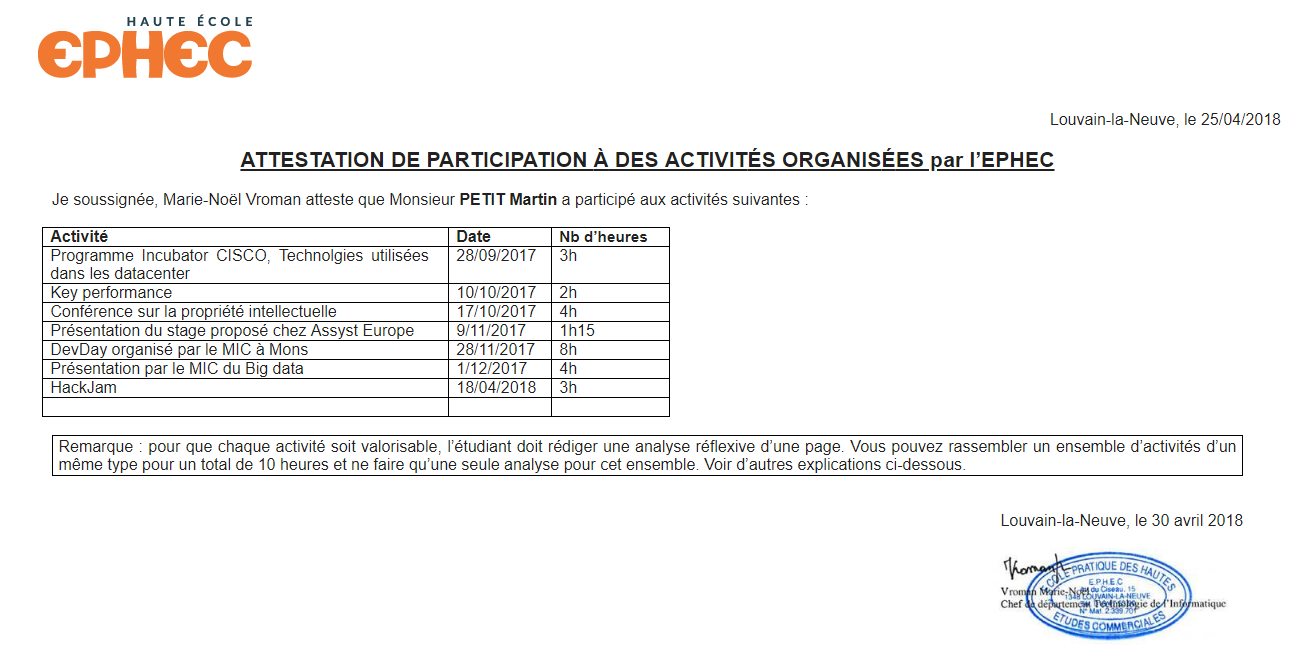 HAUTE ÉCOLE
EPHEC
Louvain-la-Neuve, le 25/04/2018
ATTESTATION DE PARTICIPATION À DES ACTIVITÉS ORGANISÉES par l’EPHEC
Je soussignée, Marie-Noël Vroman atteste que Monsieur PETIT Martin a participé aux activités suivantes :
Activité Date Nb d’heures
Programme Incubator CISCO, Technolgies utilisées 28/09/2017 3h
dans les datacenter
Key performance 10/10/2017 2h
Conférence sur la propriété intellectuelle 17/10/2017 4h
Présentation du stage proposé chez Assyst Europe 9/11/2017 1h15
DevDay organisé par le MIC à Mons 28/11/2017 8h
Présentation par le MIC du Big data 1/12/2017 4h
HackJam 18/04/2018 3h
Remarque : pour que chaque activité soit valorisable, l’étudiant doit rédiger une analyse réflexive d’une page. Vous pouvez rassembler un ensemble d’activités d’un
même type pour un total de 10 heures et ne faire qu’une seule analyse pour cet ensemble. Voir d’autres explications ci-dessous.
Louvain-la-Neuve, le 30 avril 2018
ECOLE PRATIQUE DES HAUTES
E.P.H.E.C
du Ciseau, 15
1348 LOUVAIN-LA-NEUVE
N° Mat. 2.339.701
ETUDES COMMERCIALES
Vroman Marie-Noël
Chef de département Technologie de l’Informatique